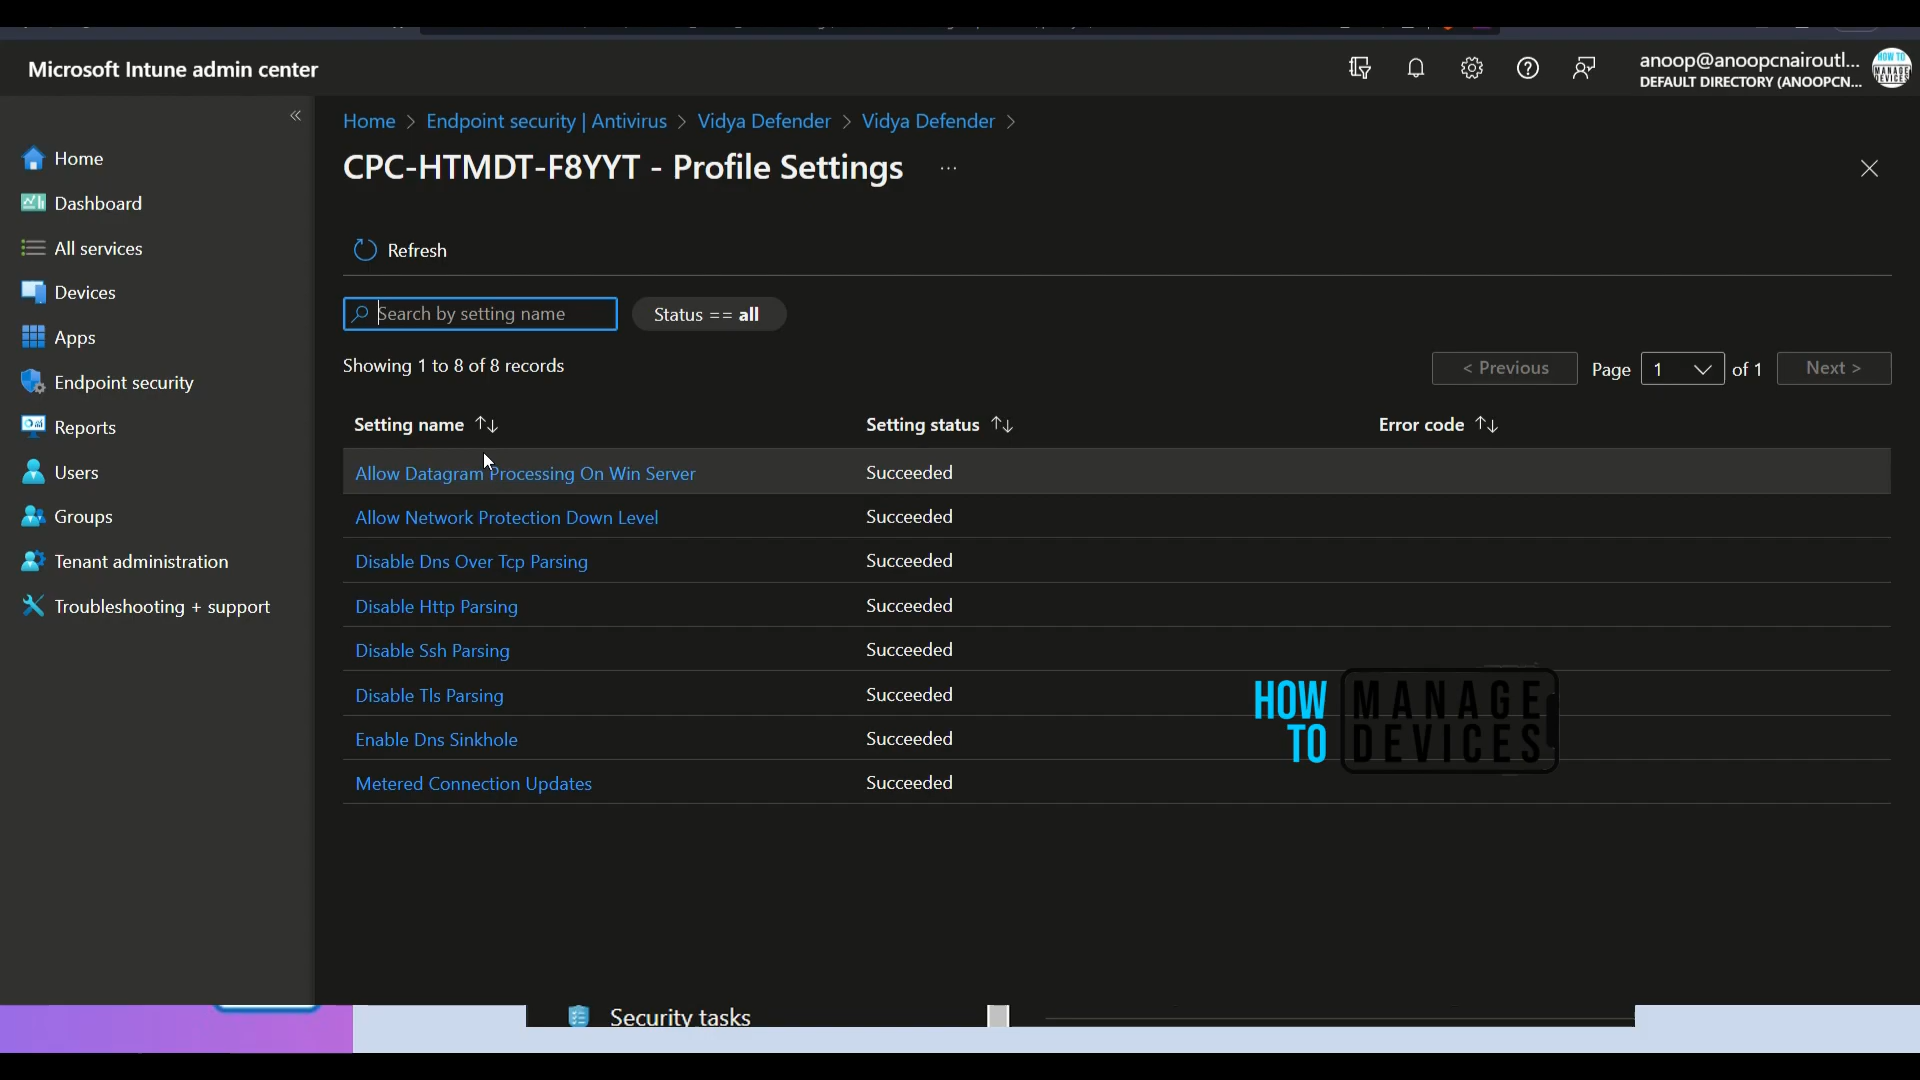 Microsoft Intune admin center
anoop@anoopcnairoutl...
DEFAULT DIRECTORY (ANOOPCN...
HOW TO
MANAGE
DEVICES
«
Home
Dashboard
All services
Devices
Apps
Endpoint security
Reports
Users
Groups
Tenant administration
Troubleshooting + support
Home > Endpoint security | Antivirus > Vidya Defender > Vidya Defender >
CPC-HTMDT-F8YYT - Profile Settings ...
Refresh
Search by setting name
Status == all
Showing 1 to 8 of 8 records
< Previous Page 1 of 1 Next >
Setting name Setting status Error code
Allow Datagram Processing On Win Server Succeeded
Allow Network Protection Down Level Succeeded
Disable Dns Over Tcp Parsing Succeeded
Disable Http Parsing Succeeded
Disable Ssh Parsing Succeeded
Disable Tls Parsing Succeeded
Enable Dns Sinkhole Succeeded
Metered Connection Updates Succeeded
HOW TO
MANAGE
DEVICES
Security tasks